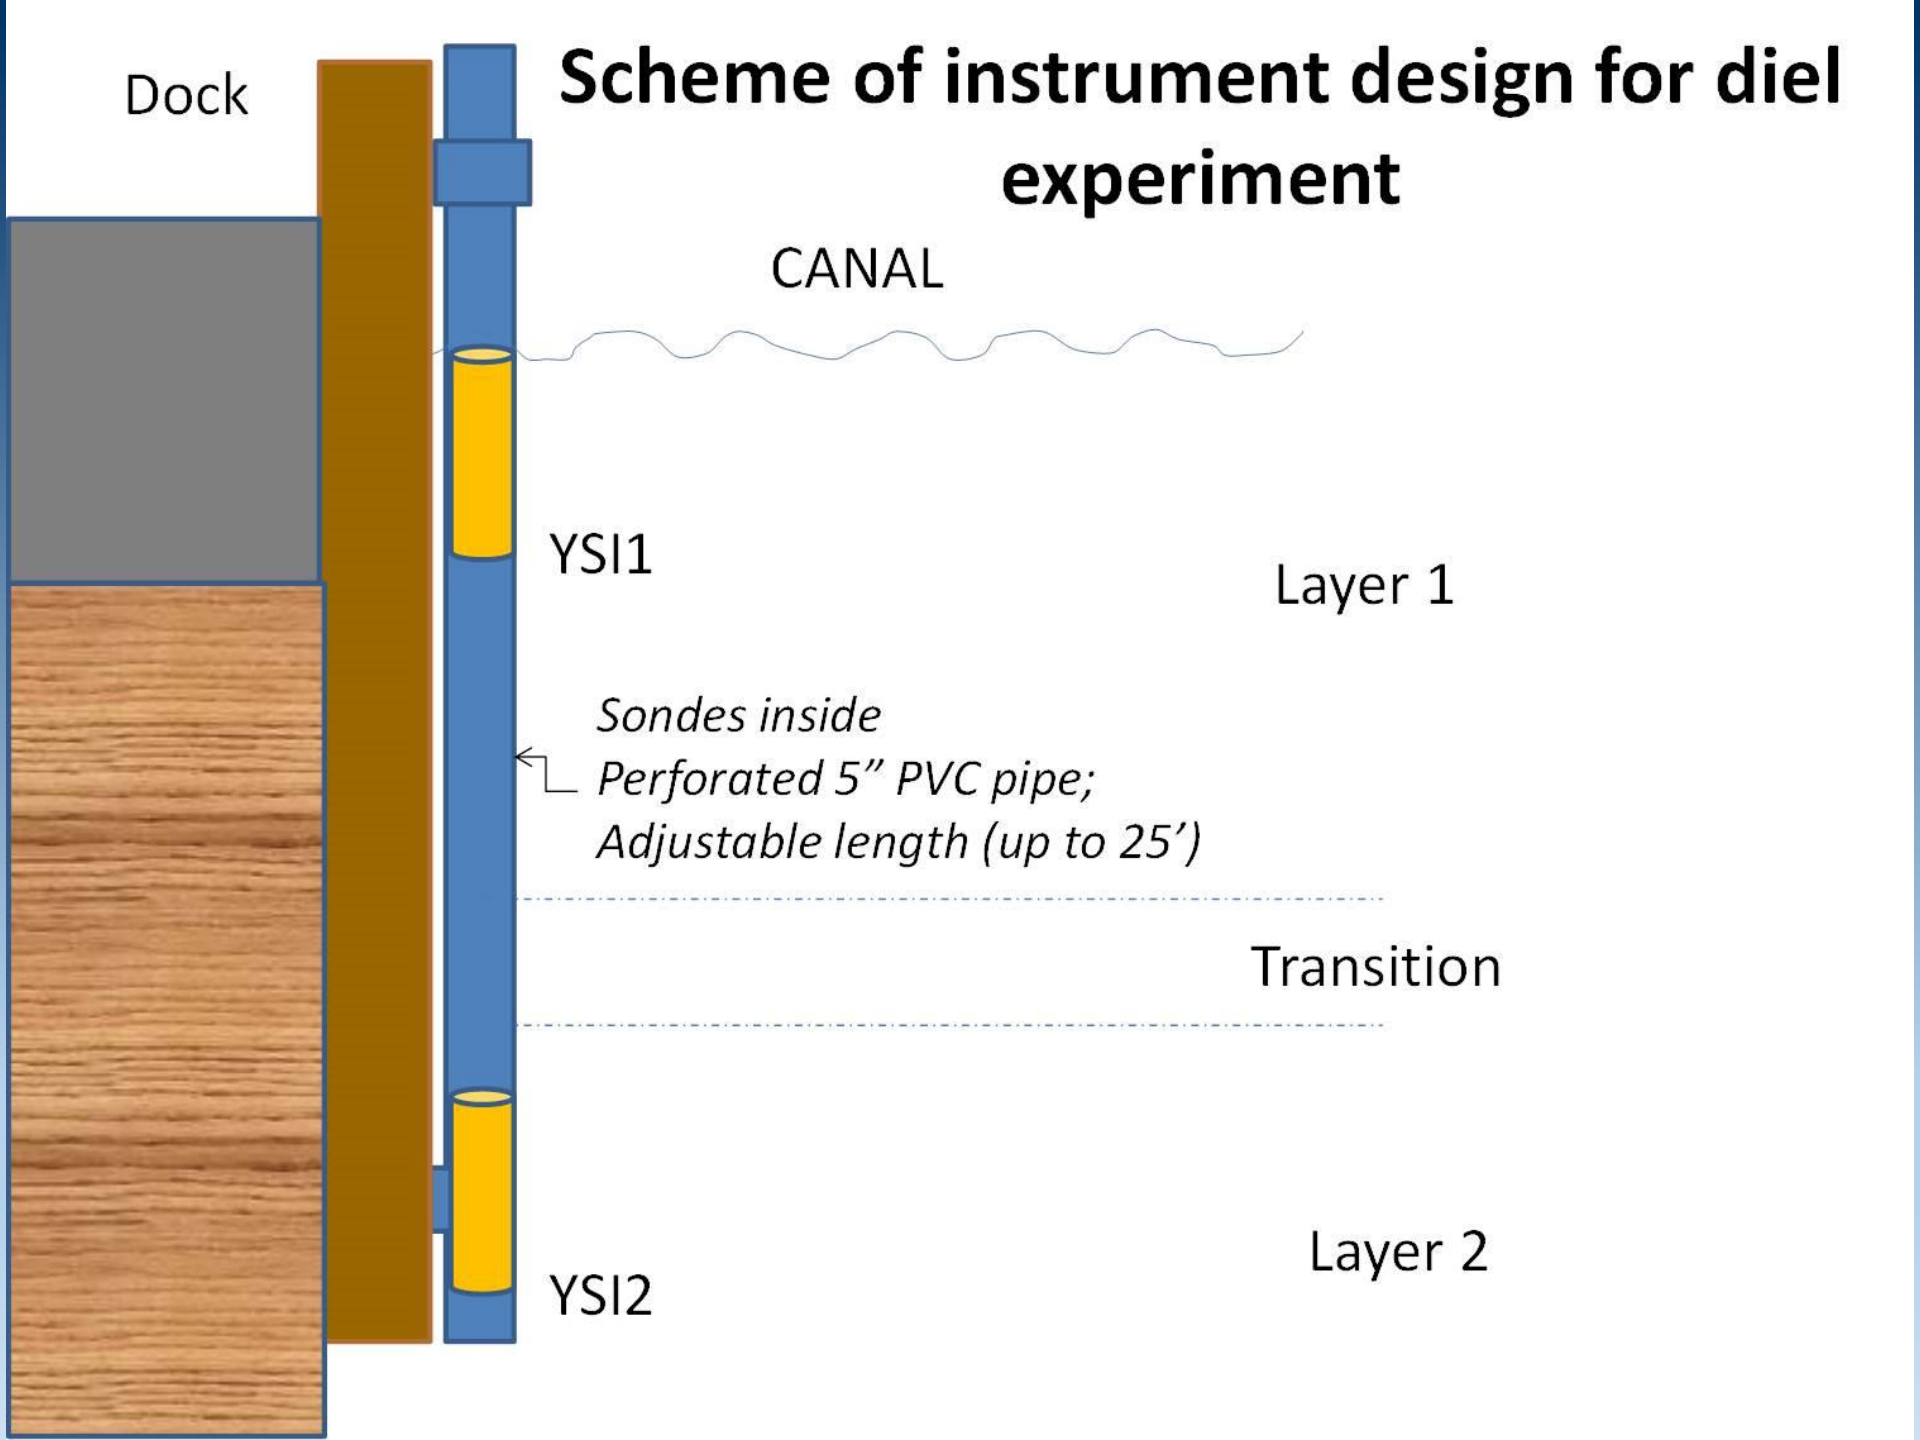 Dock
Scheme of instrument design for diel
experiment
CANAL
YSI1
Layer 1
Sondes inside
Perforated 5” PVC pipe;
Adjustable length (up to 25’)
Transition
Layer 2
YSI2